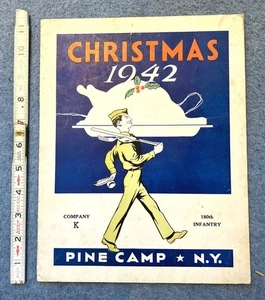 CHRISTMAS
1942
COMPANY
K
180th
INFANTRY
PINE CAMP ★ N.Y.